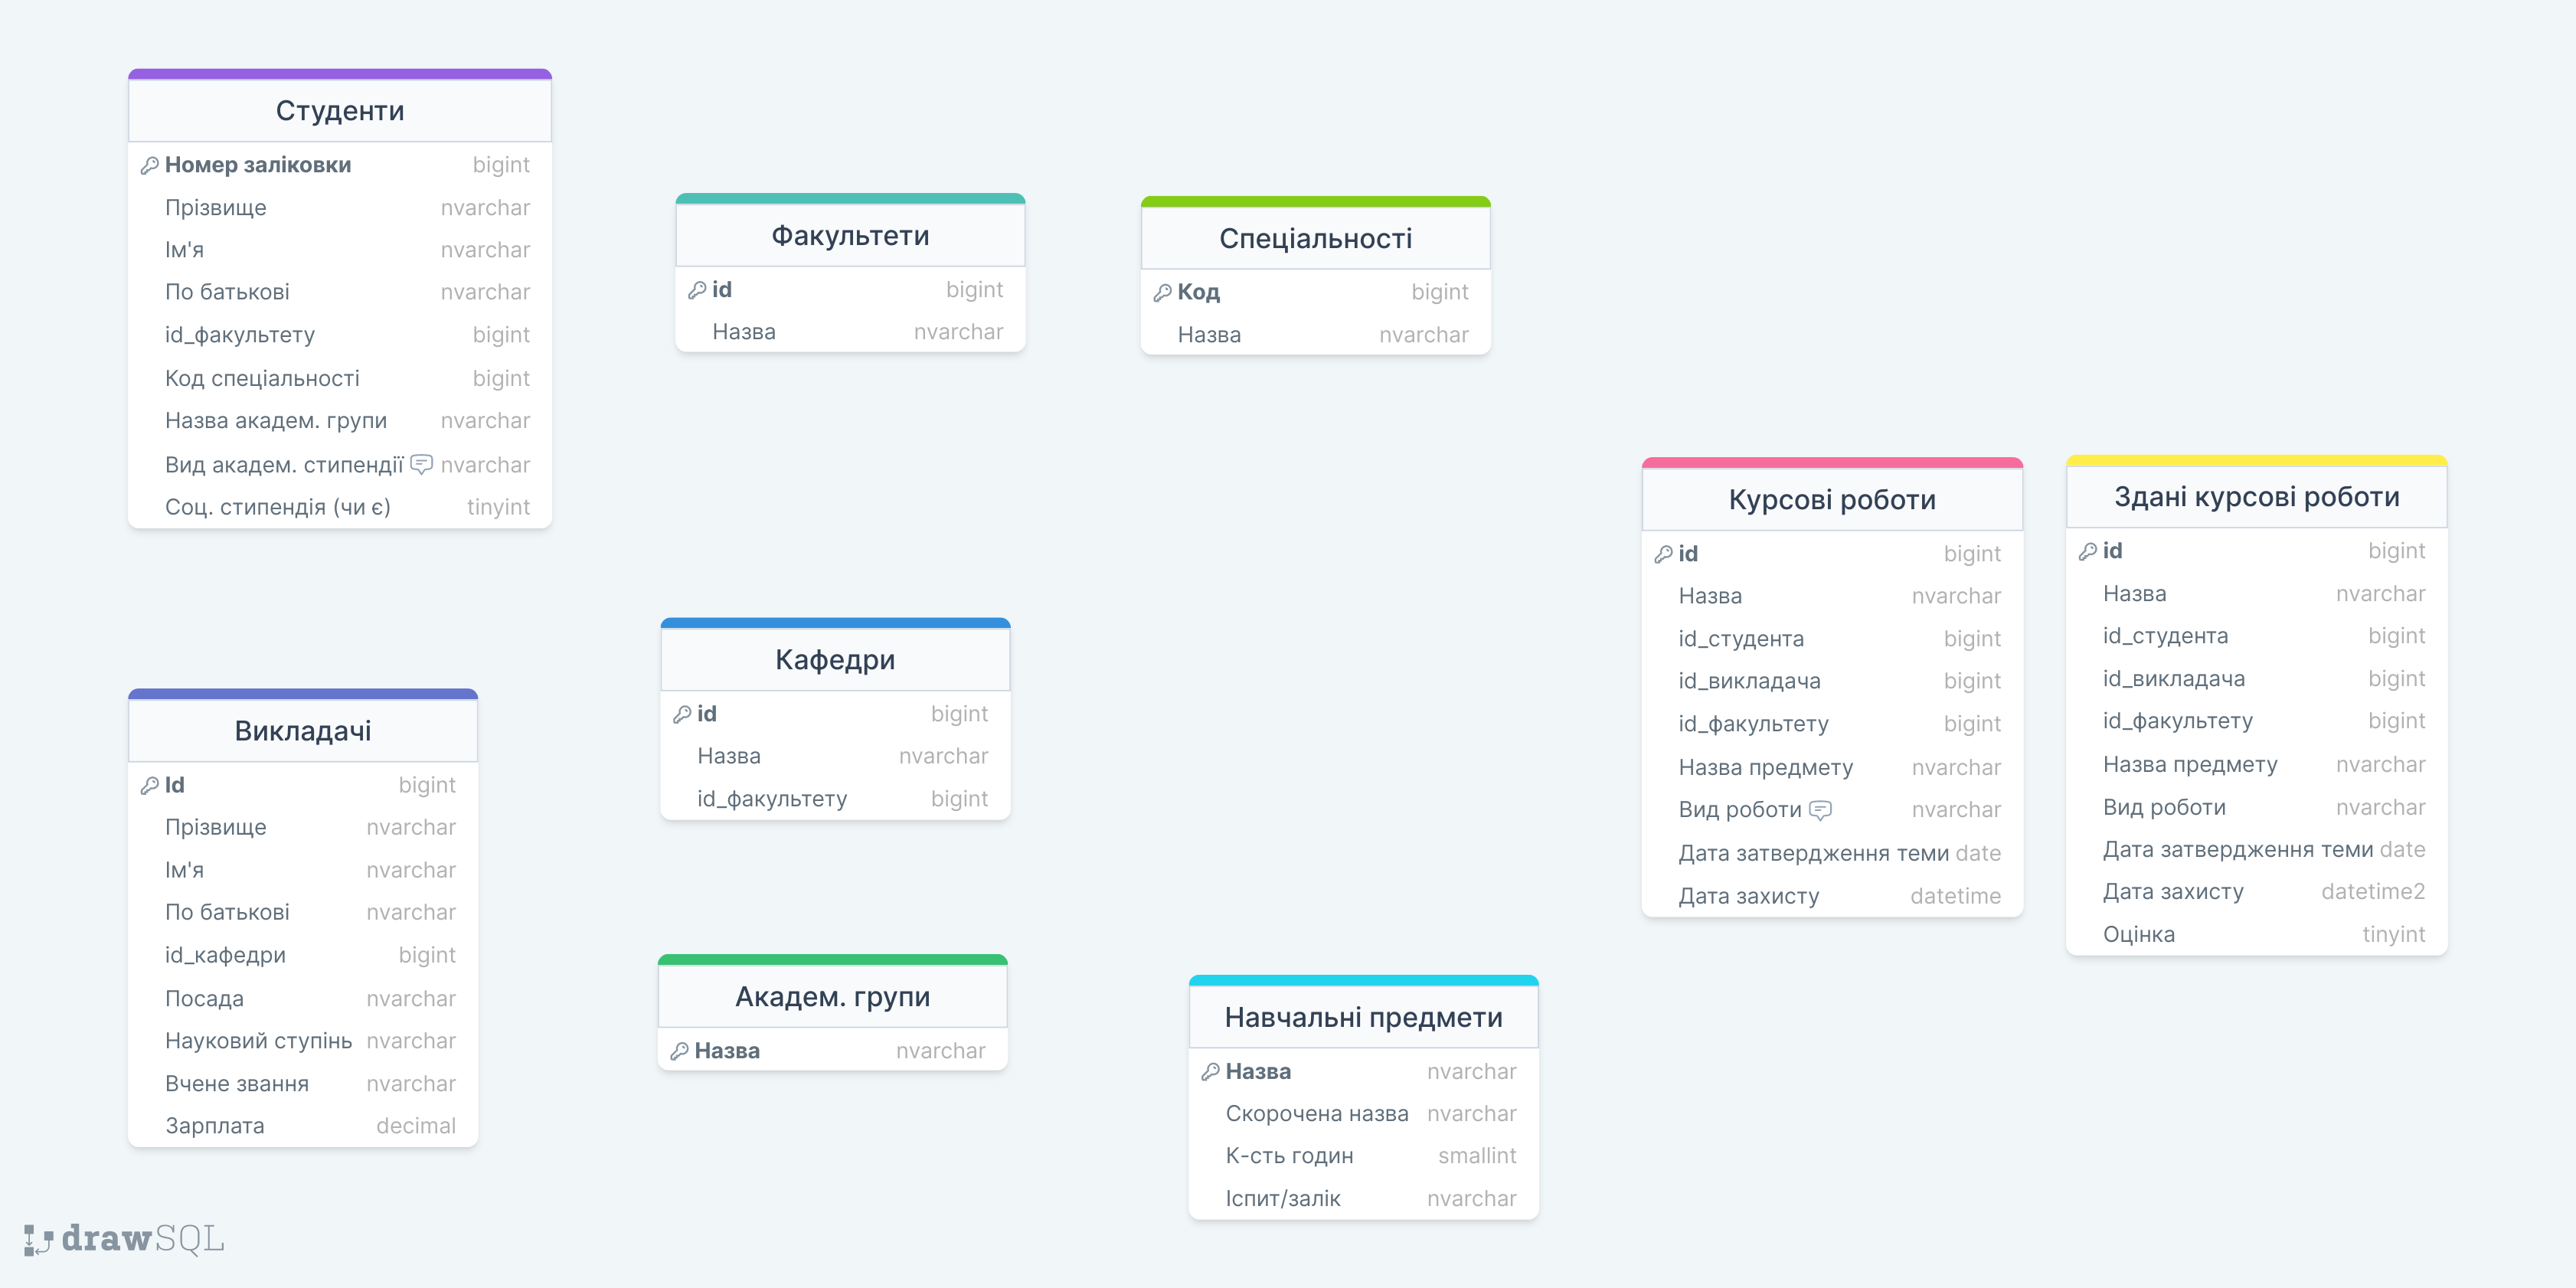 Студенти
Номер заліковки bigint
Прізвище nvarchar
Ім'я nvarchar
По батькові nvarchar
id_факультету bigint
Код спеціальності bigint
Назва академ. групи nvarchar
Вид академ. стипендії nvarchar
Соц. стипендія (чи є) tinyint
Факультети
id bigint
Назва nvarchar
Спеціальності
Код bigint
Назва nvarchar
Курсові роботи
id bigint
Назва nvarchar
id_студента bigint
id_викладача bigint
id_факультету bigint
Назва предмету nvarchar
Вид роботи nvarchar
Дата затвердження теми date
Дата захисту datetime
Здані курсові роботи
id bigint
Назва nvarchar
id_студента bigint
id_викладача bigint
id_факультету bigint
Назва предмету nvarchar
Вид роботи nvarchar
Дата затвердження теми date
Дата захисту datetime2
Оцінка tinyint
Кафедри
id bigint
Назва nvarchar
id_факультету bigint
Викладачі
Id bigint
Прізвище nvarchar
Ім'я nvarchar
По батькові nvarchar
id_кафедри bigint
Посада nvarchar
Науковий ступінь nvarchar
Вчене звання nvarchar
Зарплата decimal
Академ. групи
Назва nvarchar
Навчальні предмети
Назва nvarchar
Скорочена назва nvarchar
К-сть годин smallint
Іспит/залік nvarchar
drawSQL